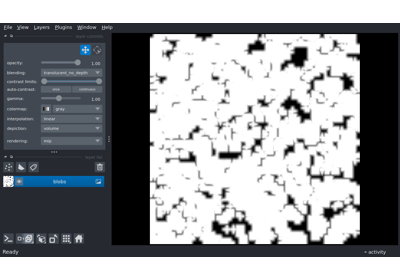 File View Layers Plugins Window Help
opacity: 1.00
blending: translucent_no_depth
contrast limits:
auto-contrast: once continuous
gamma: 1.00
colormap: gray
interpolation: linear
depiction: volume
rendering: mip
blobs
Ready activity